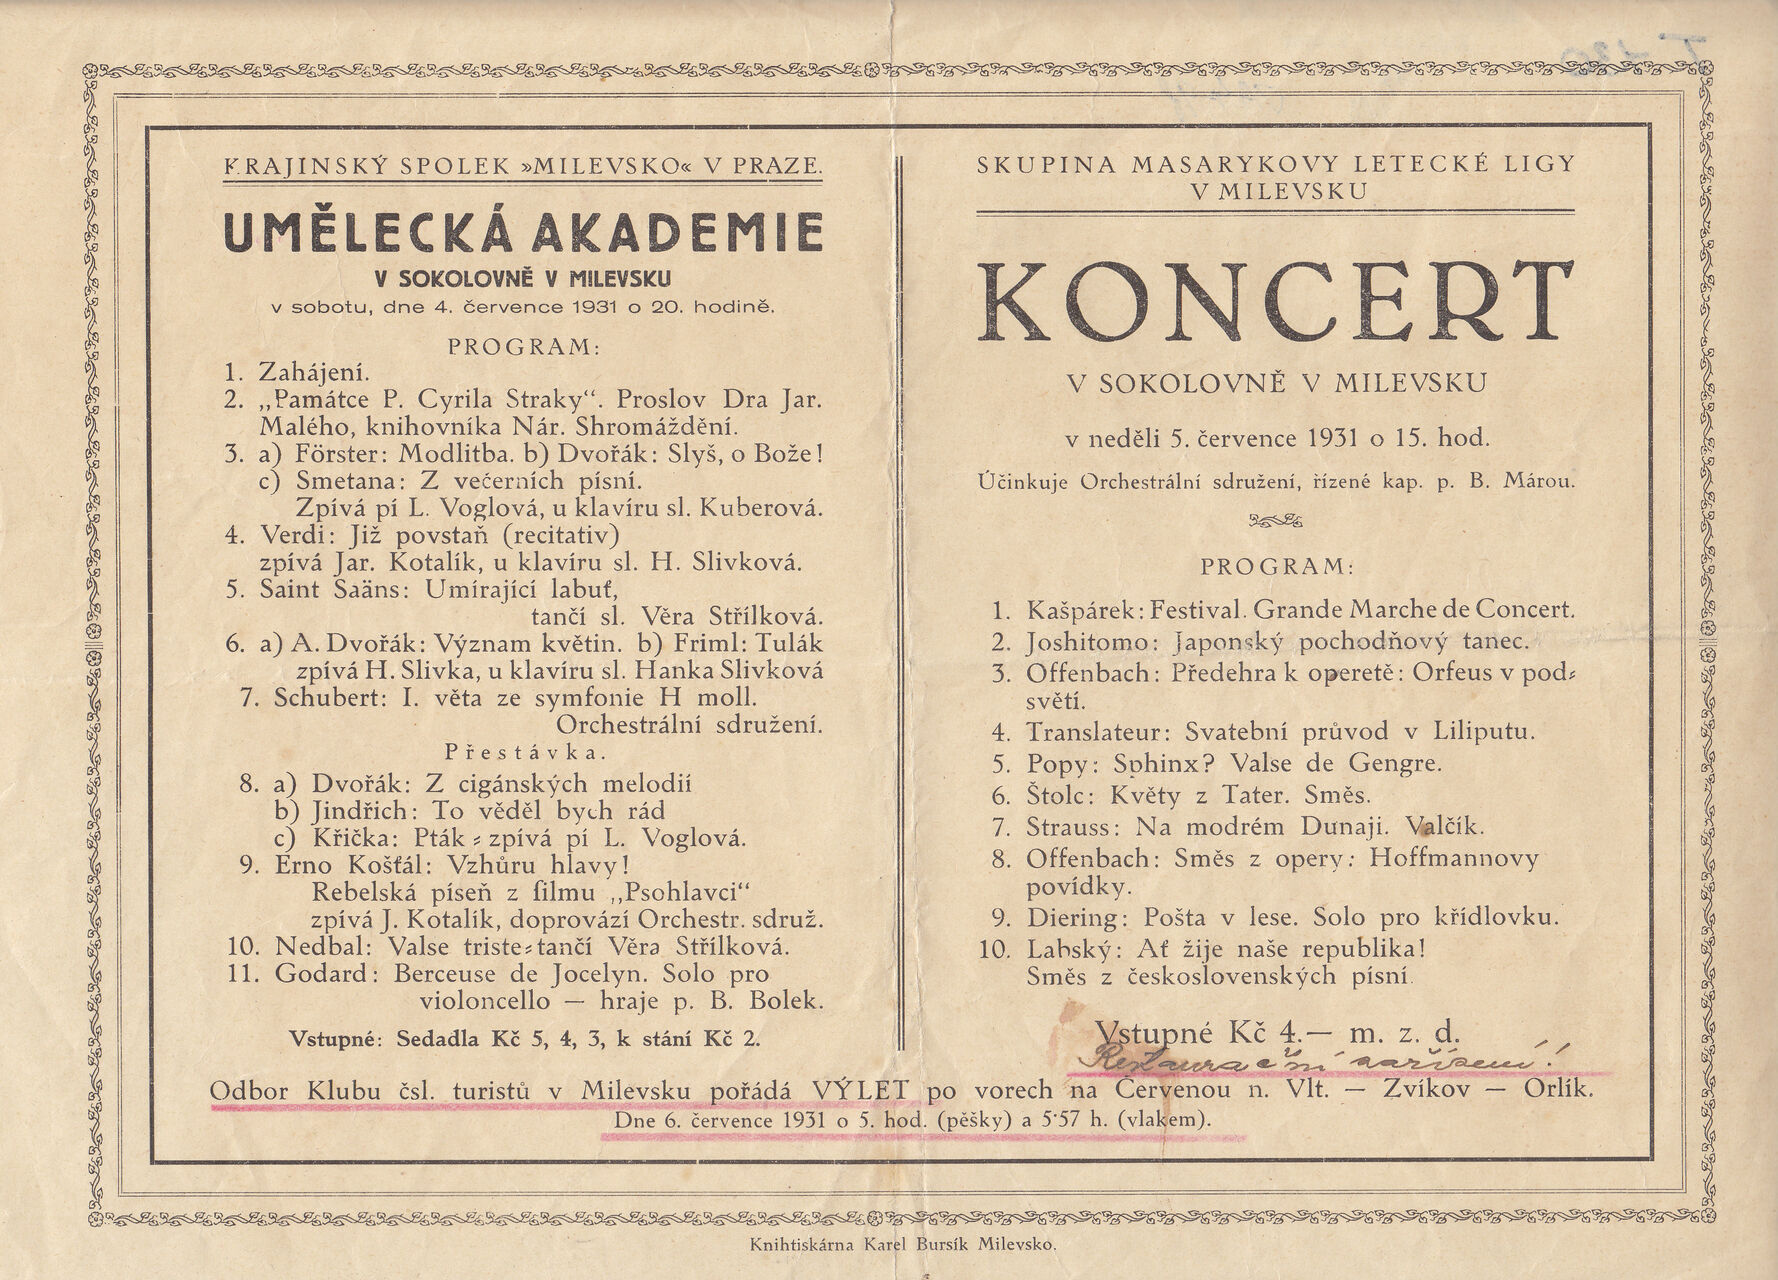 KRAJINSKÝ SPOLEK »MILEVSKO« V PRAZE.
UMĚLECKÁ AKADEMIE
V SOKOLOVNĚ V MILEVSKU
v sobotu, dne 4. července 1931 o 20. hodině.
PROGRAM:
1. Zahájení.
2. „Památce P. Cyrila Straky“. Proslov Dra Jar.
Malého, knihovníka Nár. Shromáždění.
3. a) Förster: Modlitba. b) Dvořák: Slyš, o Bože!
c) Smetana: Z večerních písní.
Zpívá pí L. Voglová, u klavíru sl. Kuberová.
4. Verdi: Již povstaň (recitativ)
zpívá Jar. Kotalík, u klavíru sl. H. Slivková.
5. Saint Saäns: Umírající labuť,
tančí sl. Věra Střílková.
6. a) A. Dvořák: Význam květin. b) Friml: Tulák
zpívá H. Slivka, u klavíru sl. Hanka Slivková
7. Schubert: I. věta ze symfonie H moll.
Orchestrální sdružení.
Přestávka.
8. a) Dvořák: Z cigánských melodií
b) Jindřich: To věděl bych rád
c) Křička: Pták - zpívá pí L. Voglová.
9. Erno Košťál: Vzhůru hlavy!
Rebelská píseň z filmu „Psohlavci“
zpívá J. Kotalík, doprovází Orchestr. sdruž.
10. Nedbal: Valse triste - tančí Věra Střílková.
11. Godard: Berceuse de Jocelyn. Solo pro
violoncello — hraje p. B. Bolek.
Vstupné: Sedadla Kč 5, 4, 3, k stání Kč 2.
SKUPINA MASARYKOVY LETECKÉ LIGY
V MILEVSKU
KONCERT
V SOKOLOVNĚ V MILEVSKU
v neděli 5. července 1931 o 15. hod.
Účinkuje Orchestrální sdružení, řízené kap. p. B. Márou.
PROGRAM:
1. Kašpárek: Festival. Grande Marche de Concert.
2. Joshitomo: Japonský pochodňový tanec.
3. Offenbach: Předehra k operetě: Orfeus v pod-
světí.
4. Translateur: Svatební průvod v Liliputu.
5. Popy: Sphinx? Valse de Gengre.
6. Štolc: Květy z Tater. Směs.
7. Strauss: Na modrém Dunaji. Valčík.
8. Offenbach: Směs z opery: Hoffmannovy
povídky.
9. Diering: Pošta v lese. Solo pro křídlovku.
10. Labský: Ať žije naše republika!
Směs z československých písní.
Vstupné Kč 4.— m. z. d.
Restaurační zařízení!
Odbor Klubu čsl. turistů v Milevsku pořádá VÝLET po vorech na Červenou n. Vlt. — Zvíkov — Orlík.
Dne 6. července 1931 o 5. hod. (pěšky) a 5·57 h. (vlakem).
Knihtiskárna Karel Bursík Milevsko.